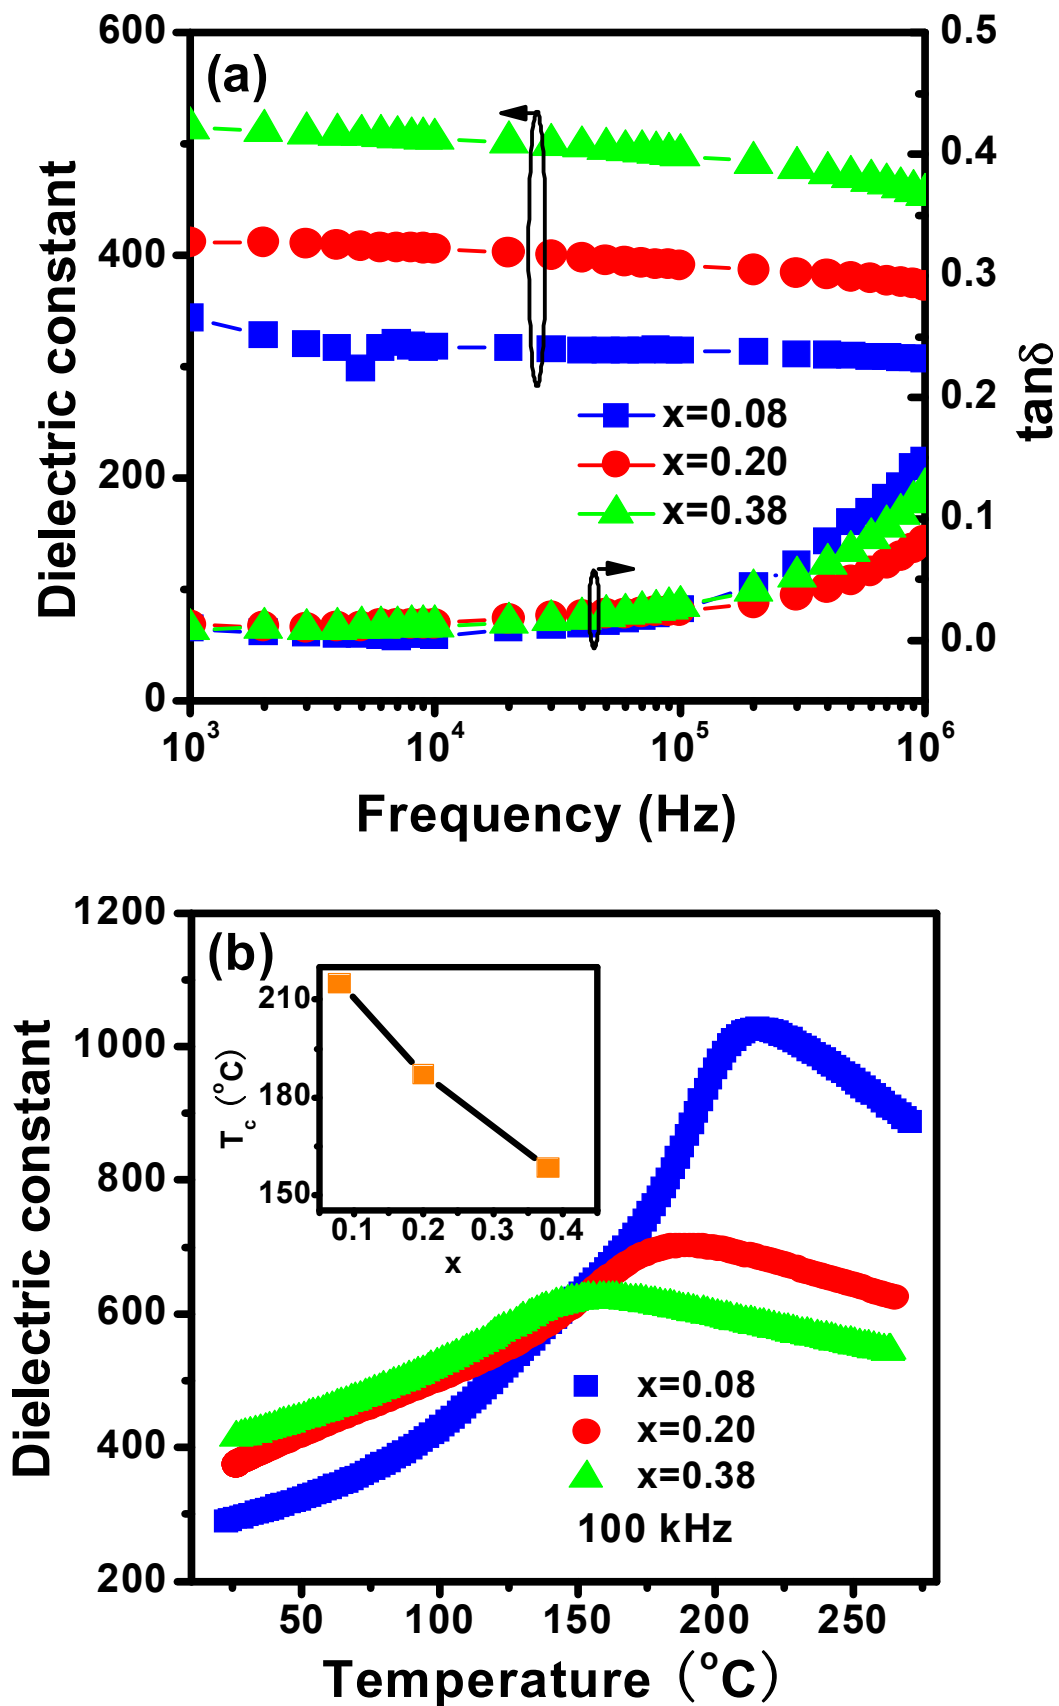 (a)
600
400
200
0
Dielectric constant
0.5
0.4
0.3
0.2
0.1
0.0
tanδ
x=0.08
x=0.20
x=0.38
10³ 10⁴ 10⁵ 10⁶
Frequency (Hz)
(b)
1200
1000
800
600
400
200
Dielectric constant
210
180
150
T_c (°C)
0.1 0.2 0.3 0.4
x
x=0.08
x=0.20
x=0.38
100 kHz
50 100 150 200 250
Temperature (°C)